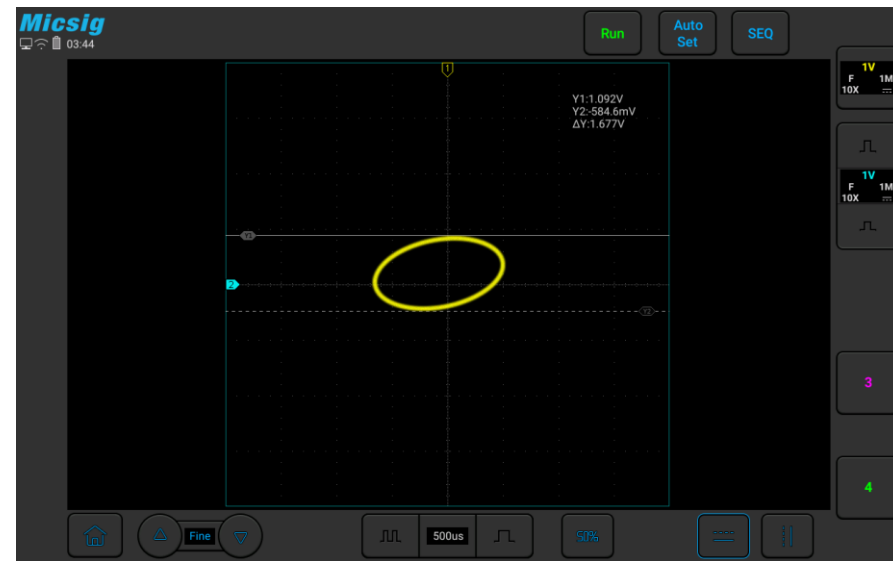 Micsig
03:44
Run
Auto
Set
SEQ
1
Y1:1.092V
Y2:-584.6mV
ΔY:1.677V
1V
F 1M
10X
1V
F 1M
10X
Y1
2
Y2
3
4
Fine
500us
50%